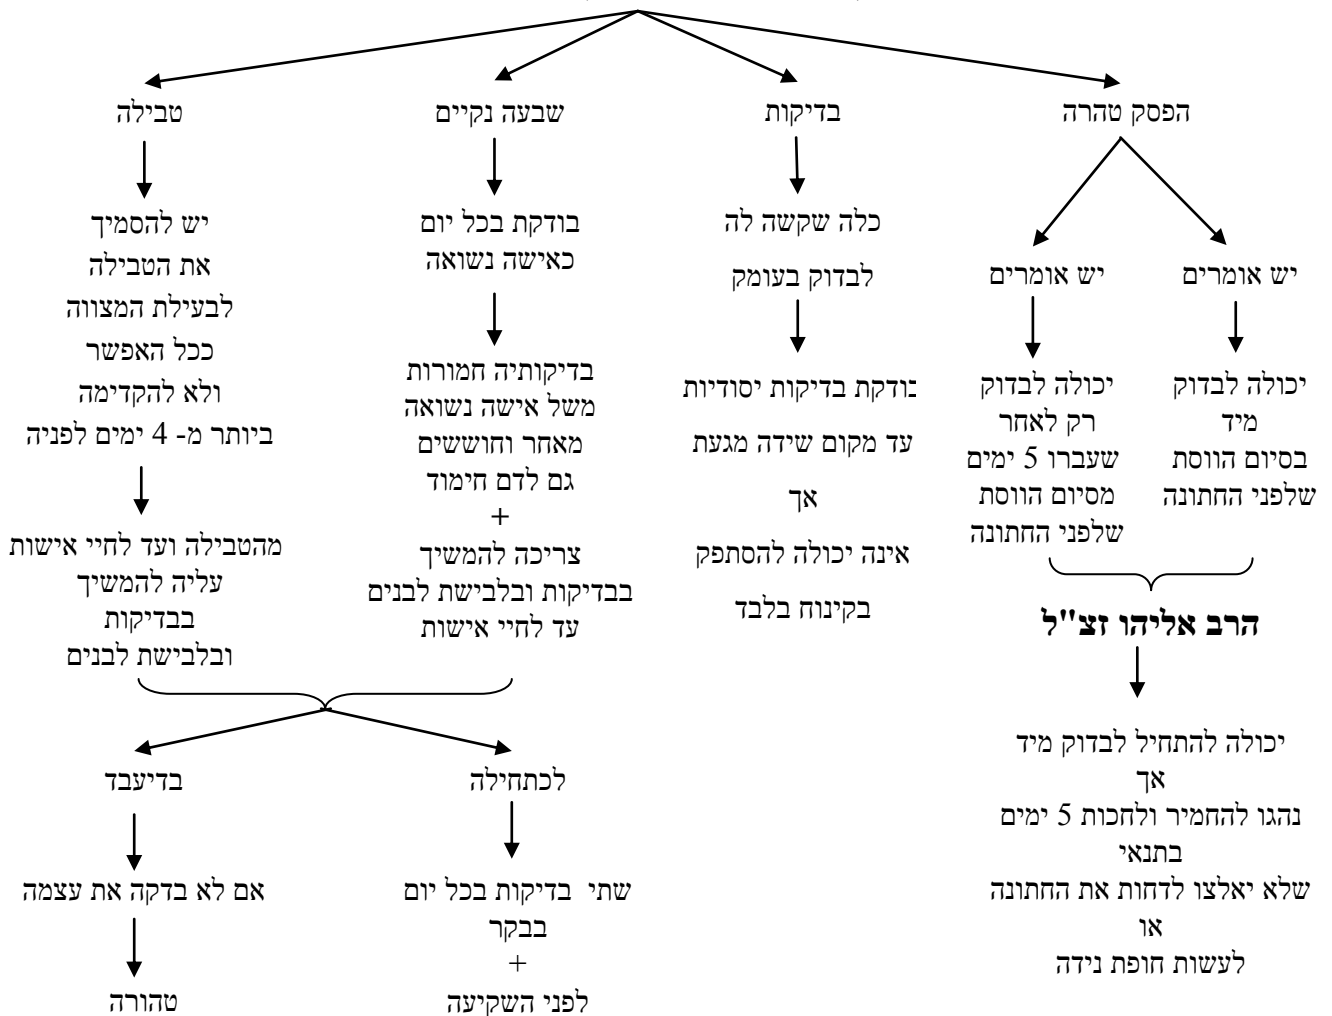 הפסק טהרה
בדיקות
שבעה נקיים
טבילה
יש אומרים
יכולה לבדוק
מיד
בסיום הווסת
שלפני החתונה
יש אומרים
יכולה לבדוק
רק לאחר
שעברו 5 ימים
מסיום הווסת
שלפני החתונה
הרב אליהו זצ"ל
יכולה להתחיל לבדוק מיד
אך
נהגו להחמיר ולחכות 5 ימים
בתנאי
שלא יאלצו לדחות את החתונה
או
לעשות חופת נידה
כלה שקשה לה
לבדוק בעומק
בודקת בדיקות יסודיות
עד מקום שידה מגעת
אך
אינה יכולה להסתפק
בקינוח בלבד
בודקת בכל יום
כאישה נשואה
בדיקותיה חמורות
משל אישה נשואה
מאחר וחוששים
גם לדם חימוד
+
צריכה להמשיך
בבדיקות ובלבישת לבנים
עד לחיי אישות
יש להסמיך
את הטבילה
לבעילת המצווה
ככל האפשר
ולא להקדימה
ביותר מ- 4 ימים לפניה
מהטבילה ועד לחיי אישות
עליה להמשיך
בבדיקות
ובלבישת לבנים
לכתחילה
שתי בדיקות בכל יום
בבקר
+
לפני השקיעה
בדיעבד
אם לא בדקה את עצמה
טהורה